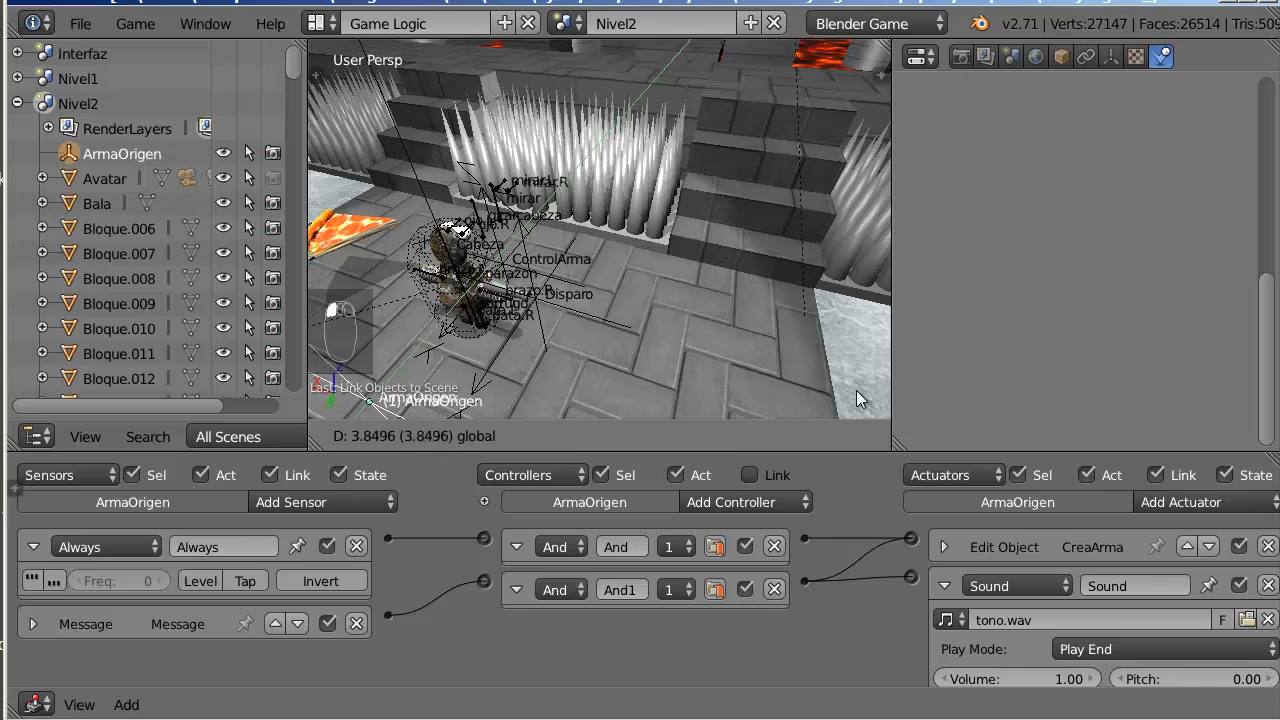 File Game Window Help Game Logic Nivel2 Blender Game v2.71 | Verts:27147 | Faces:26514 | Tris:50
Interfaz
Nivel1
Nivel2
RenderLayers
ArmaOrigen
Avatar
Bala
Bloque.006
Bloque.007
Bloque.008
Bloque.009
Bloque.010
Bloque.011
Bloque.012
View Search All Scenes
User Persp
mirar
Cabeza
ControlArma
Disparo
Last: Link Objects to Scene
(1) ArmaOrigen
D: 3.8496 (3.8496) global
Sensors Sel Act Link State Controllers Sel Act Link Actuators Sel Act Link State
ArmaOrigen Add Sensor ArmaOrigen Add Controller ArmaOrigen Add Actuator
Always Always And And 1 Edit Object CreaArma
Freq: 0 Level Tap Invert And And1 1 Sound Sound
Message Message tono.wav F
Play Mode: Play End
Volume: 1.00 Pitch: 0.00
View Add